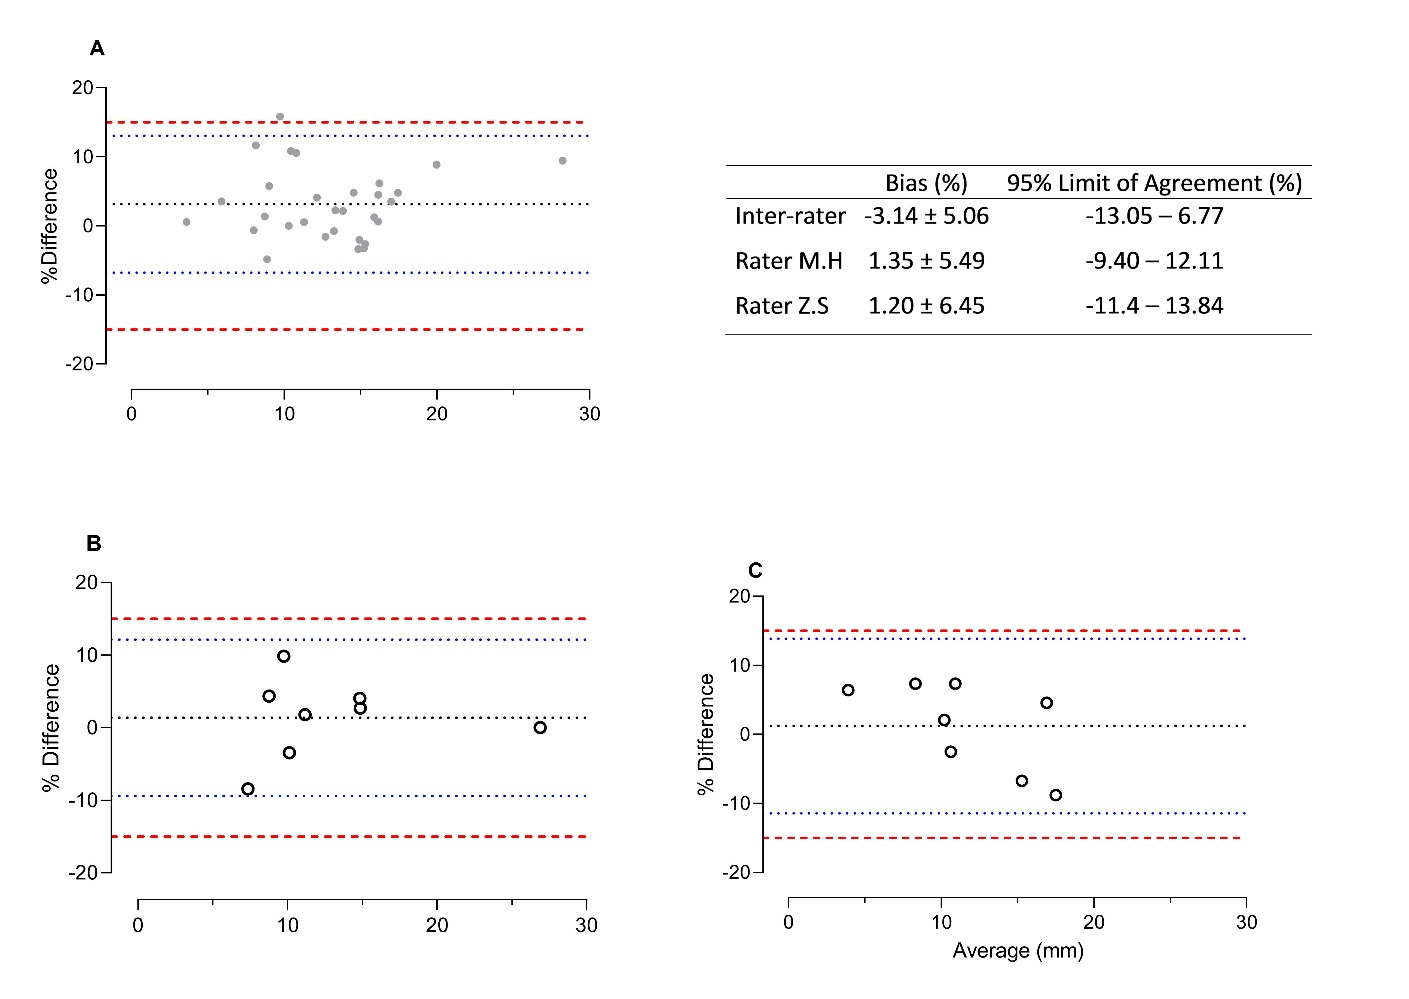 A
20
10
0
-10
-20
%Difference
0 10 20 30
Bias (%) 95% Limit of Agreement (%)
Inter-rater -3.14 ± 5.06 -13.05 – 6.77
Rater M.H 1.35 ± 5.49 -9.40 – 12.11
Rater Z.S 1.20 ± 6.45 -11.4 – 13.84
B
20
10
0
-10
-20
% Difference
0 10 20 30
C
20
10
0
-10
-20
% Difference
0 10 20 30
Average (mm)